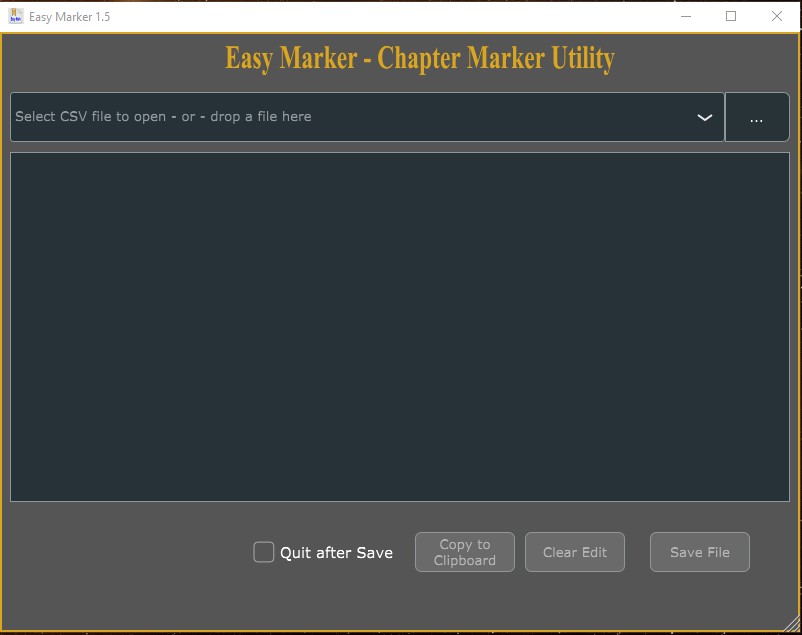 Easy Marker 1.5
Easy Marker - Chapter Marker Utility
Select CSV file to open - or - drop a file here
...
Quit after Save
Copy to
Clipboard
Clear Edit
Save File